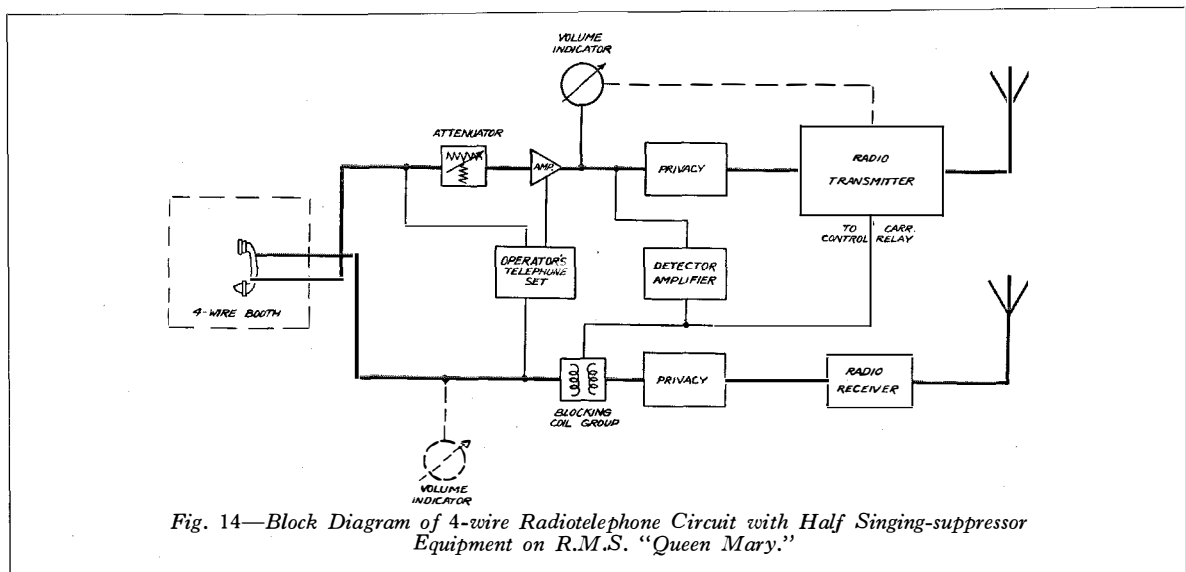 VOLUME
INDICATOR
ATTENUATOR
AMP.
PRIVACY
RADIO
TRANSMITTER
TO CARR.
CONTROL RELAY
OPERATOR'S
TELEPHONE
SET
DETECTOR
AMPLIFIER
4-WIRE BOOTH
BLOCKING
COIL GROUP
PRIVACY
RADIO
RECEIVER
VOLUME
INDICATOR
Fig. 14—Block Diagram of 4-wire Radiotelephone Circuit with Half Singing-suppressor
Equipment on R.M.S. “Queen Mary.”